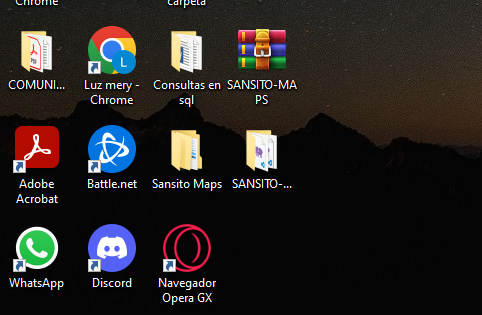 Chrome
carpeta
COMUNI...
Luz mery -
Chrome
L
Consultas en
sql
SANSITO-MA
PS
Adobe
Acrobat
Battle.net
Sansito Maps
SANSITO-...
WhatsApp
Discord
Navegador
Opera GX